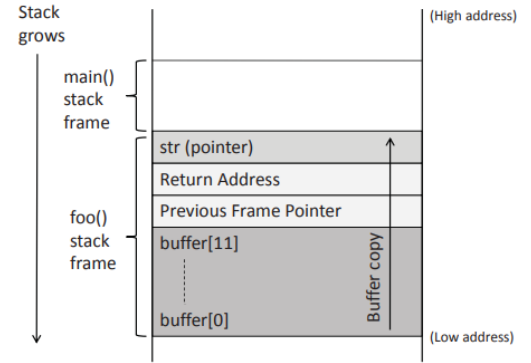 Stack
grows
(High address)
main()
stack
frame
str (pointer)
Return Address
Previous Frame Pointer
foo()
stack
frame
buffer[11]
buffer[0]
Buffer copy
(Low address)